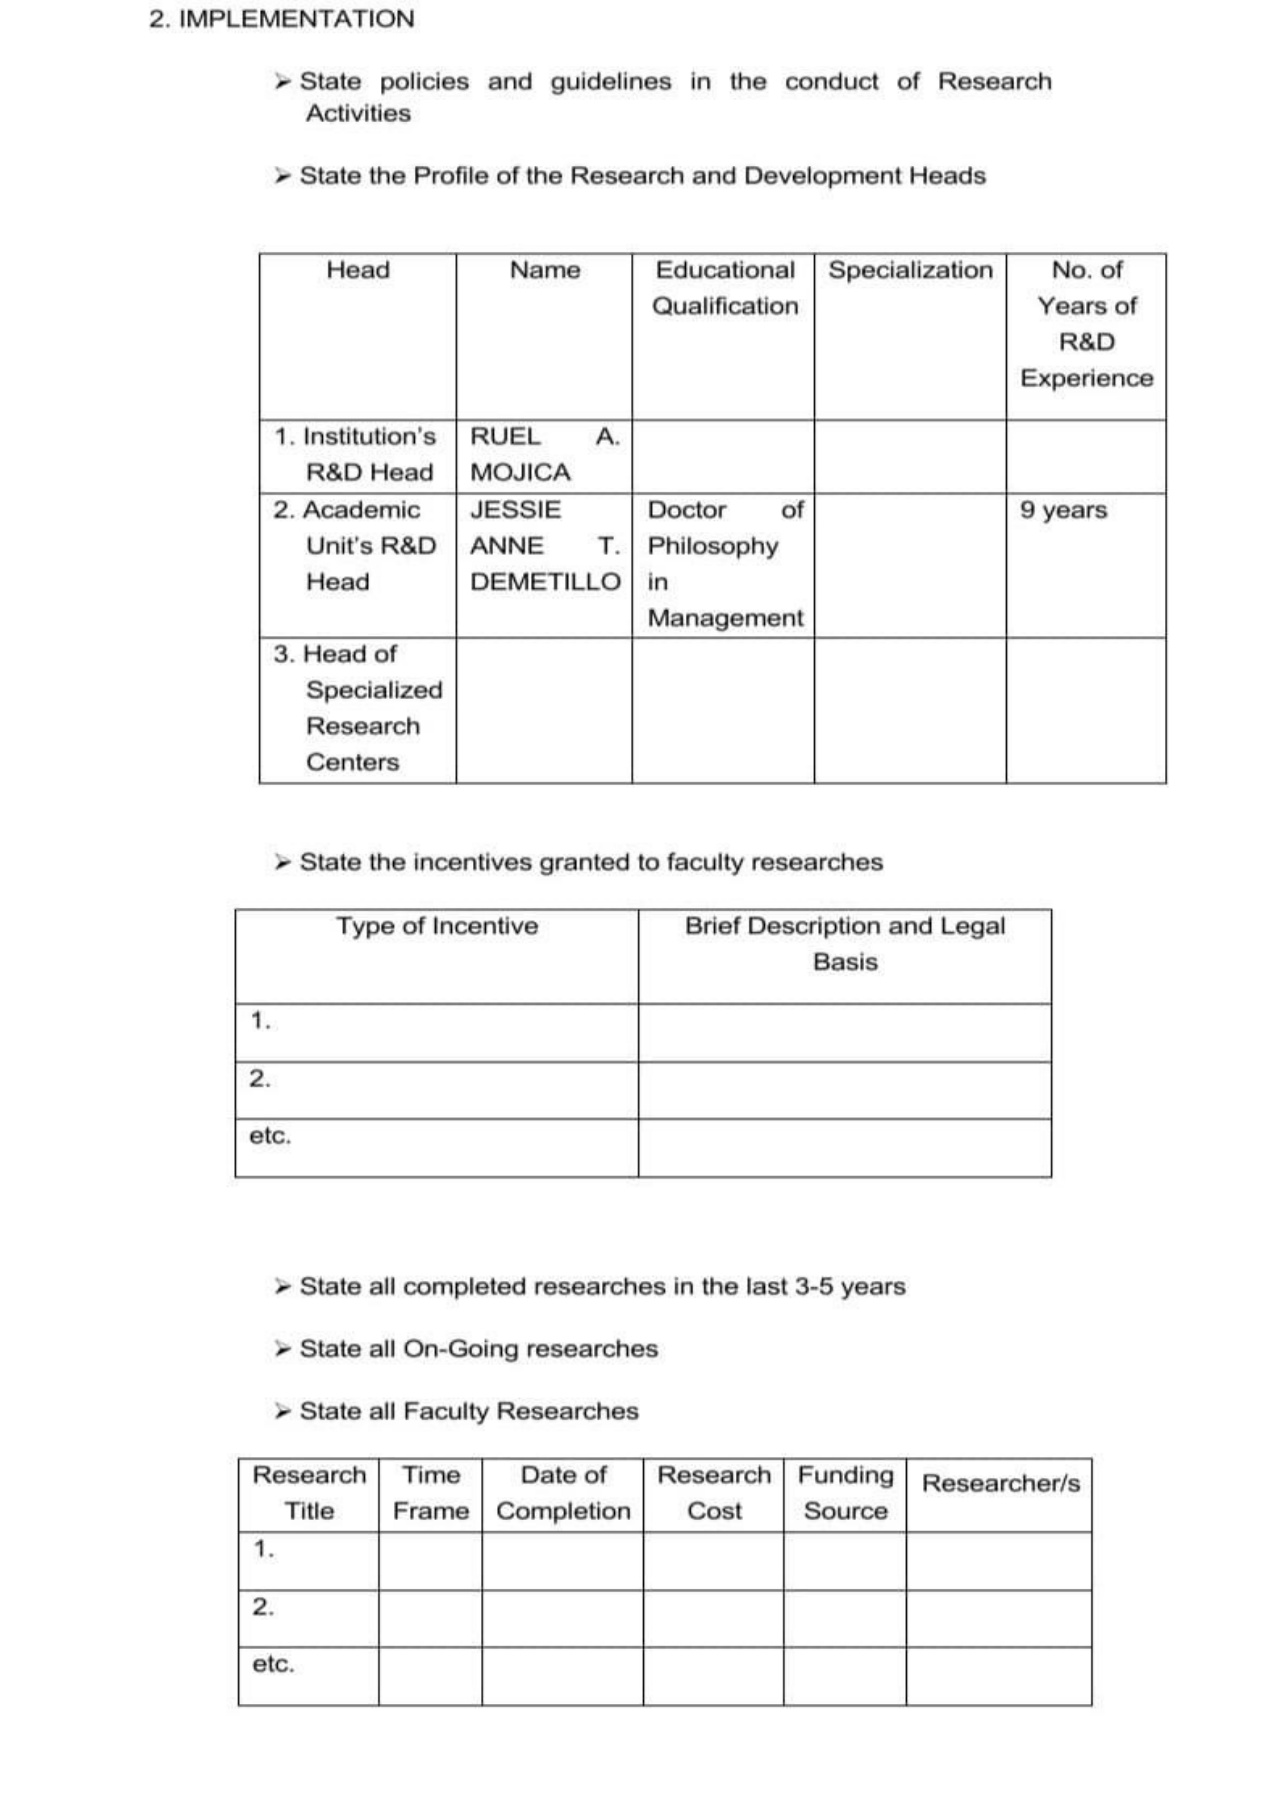 2. IMPLEMENTATION
➢ State policies and guidelines in the conduct of Research
Activities
➢ State the Profile of the Research and Development Heads
Head Name Educational Specialization No. of
Qualification Years of
R&D
Experience
1. Institution's RUEL A.
R&D Head MOJICA
2. Academic JESSIE Doctor of 9 years
Unit's R&D ANNE T. Philosophy
Head DEMETILLO in
Management
3. Head of
Specialized
Research
Centers
➢ State the incentives granted to faculty researches
Type of Incentive Brief Description and Legal
Basis
1.
2.
etc.
➢ State all completed researches in the last 3-5 years
➢ State all On-Going researches
➢ State all Faculty Researches
Research Time Date of Research Funding Researcher/s
Title Frame Completion Cost Source
1.
2.
etc.